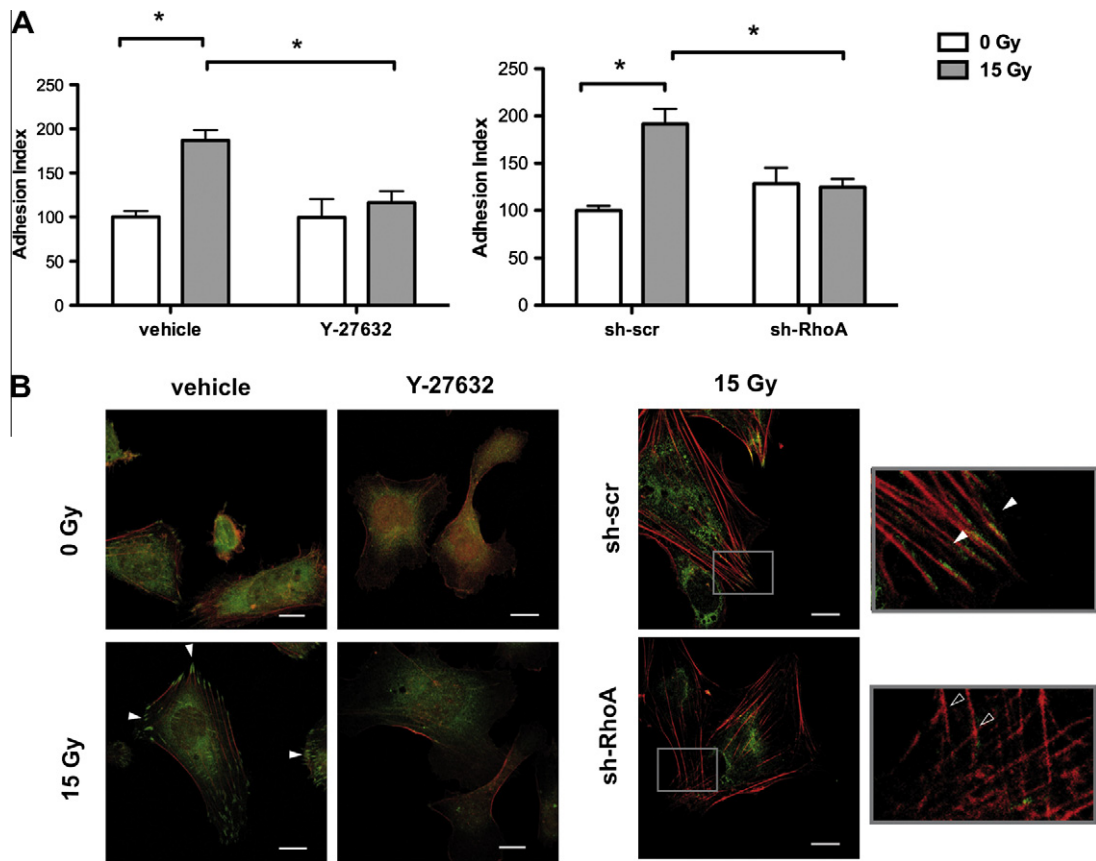 A
*
*
250
200
150
100
50
0
Adhesion Index
vehicle
Y-27632
*
*
250
200
150
100
50
0
Adhesion Index
sh-scr
sh-RhoA
0 Gy
15 Gy
B
vehicle
Y-27632
15 Gy
0 Gy
15 Gy
sh-scr
sh-RhoA